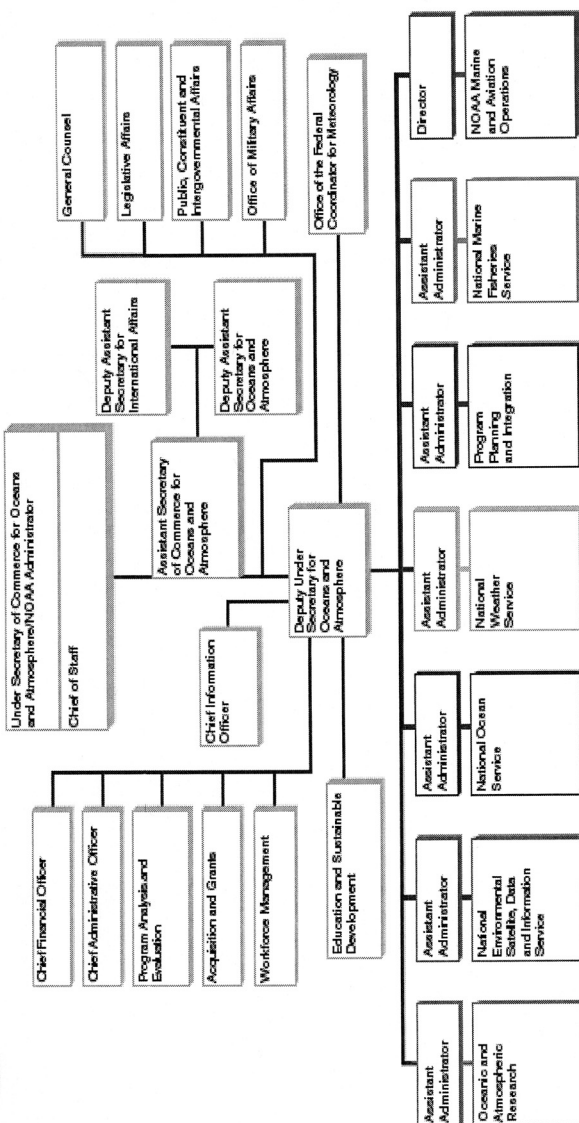 Under Secretary of Commerce for Oceans
and Atmosphere/NOAA Administrator
Chief of Staff
Chief Financial Officer
Chief Administrative Officer
Program Analysis and
Evaluation
Acquisition and Grants
Workforce Management
Chief Information
Officer
Assistant Secretary
of Commerce for
Oceans and
Atmosphere
Deputy Assistant
Secretary for
International Affairs
Deputy Assistant
Secretary for
Oceans and
Atmosphere
General Counsel
Legislative Affairs
Public, Constituent and
Intergovernmental Affairs
Office of Military Affairs
Education and Sustainable
Development
Deputy Under
Secretary for
Oceans and
Atmosphere
Office of the Federal
Coordinator for Meteorology
Assistant
Administrator
Oceanic and
Atmospheric
Research
Assistant
Administrator
National
Environmental
Satellite, Data
and Information
Service
Assistant
Administrator
National Ocean
Service
Assistant
Administrator
National
Weather
Service
Assistant
Administrator
Program
Planning
and Integration
Assistant
Administrator
National Marine
Fisheries
Service
Director
NOAA Marine
and Aviation
Operations